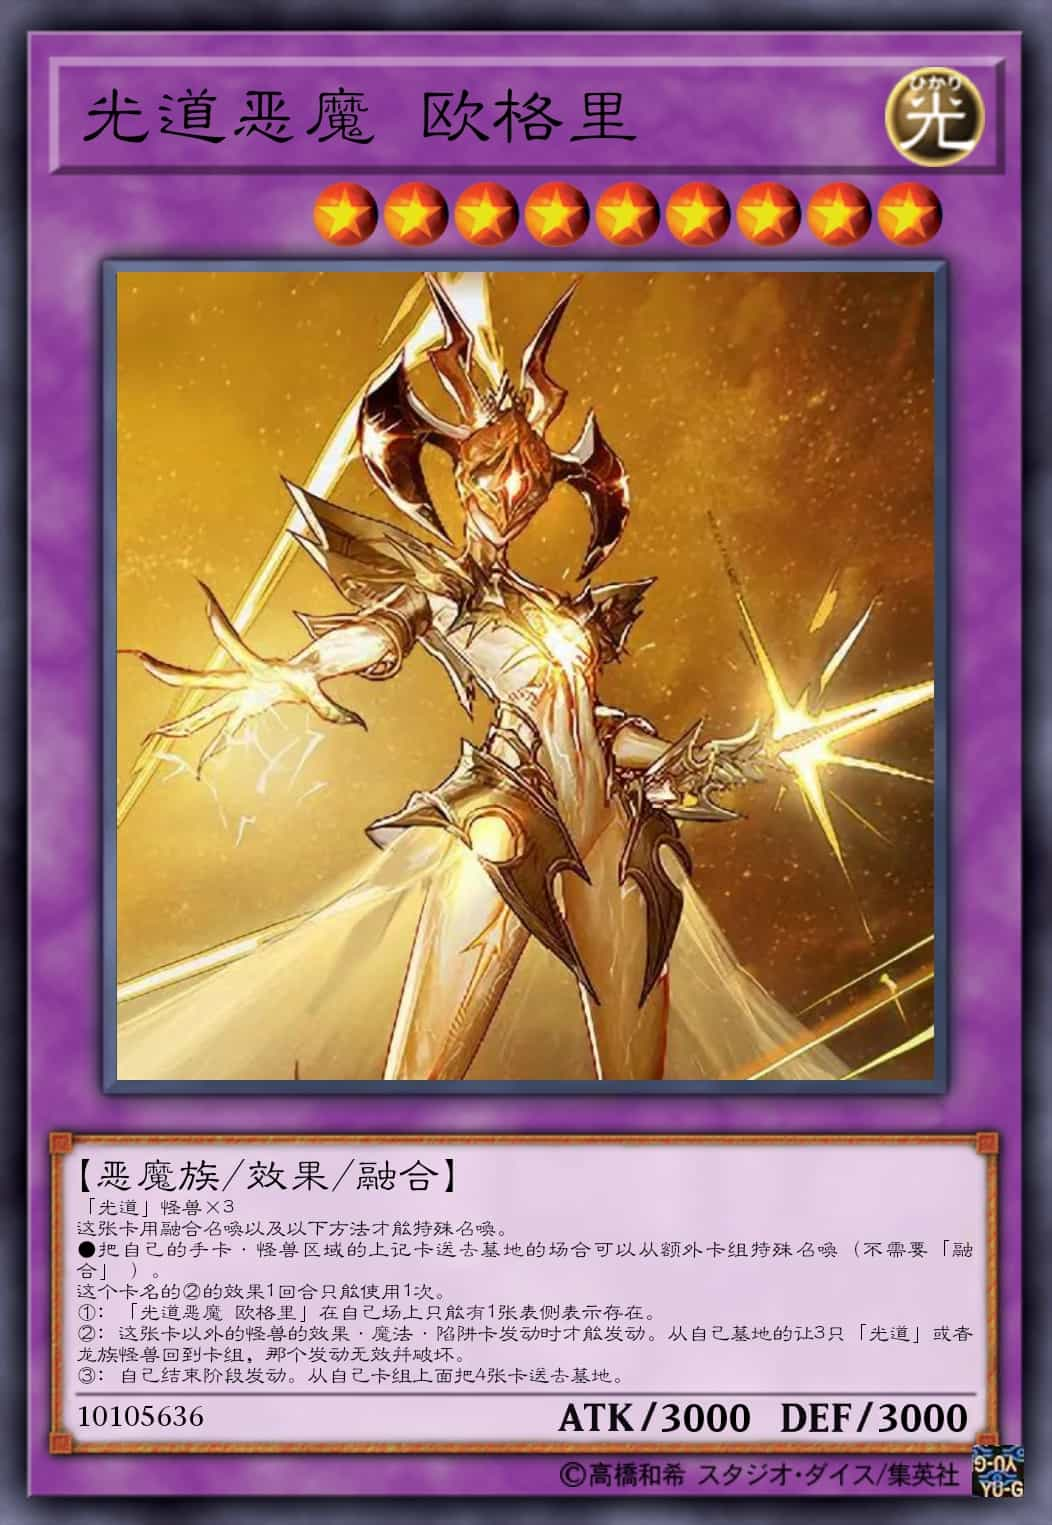 光道恶魔 欧格里
ひかり
光
【恶魔族/效果/融合】
「光道」怪兽×3
这张卡用融合召唤以及以下方法才能特殊召唤。
●把自己的手卡·怪兽区域的上记卡送去墓地的场合可以从额外卡组特殊召唤（不需要「融
合」）。
这个卡名的②的效果1回合只能使用1次。
①：「光道恶魔 欧格里」在自己场上只能有1张表侧表示存在。
②：这张卡以外的怪兽的效果·魔法·陷阱卡发动时才能发动。从自己墓地的让3只「光道」或者
龙族怪兽回到卡组，那个发动无效并破坏。
③：自己结束阶段发动。从自己卡组上面把4张卡送去墓地。
10105636 ATK/3000 DEF/3000
©高橋和希 スタジオ・ダイス/集英社